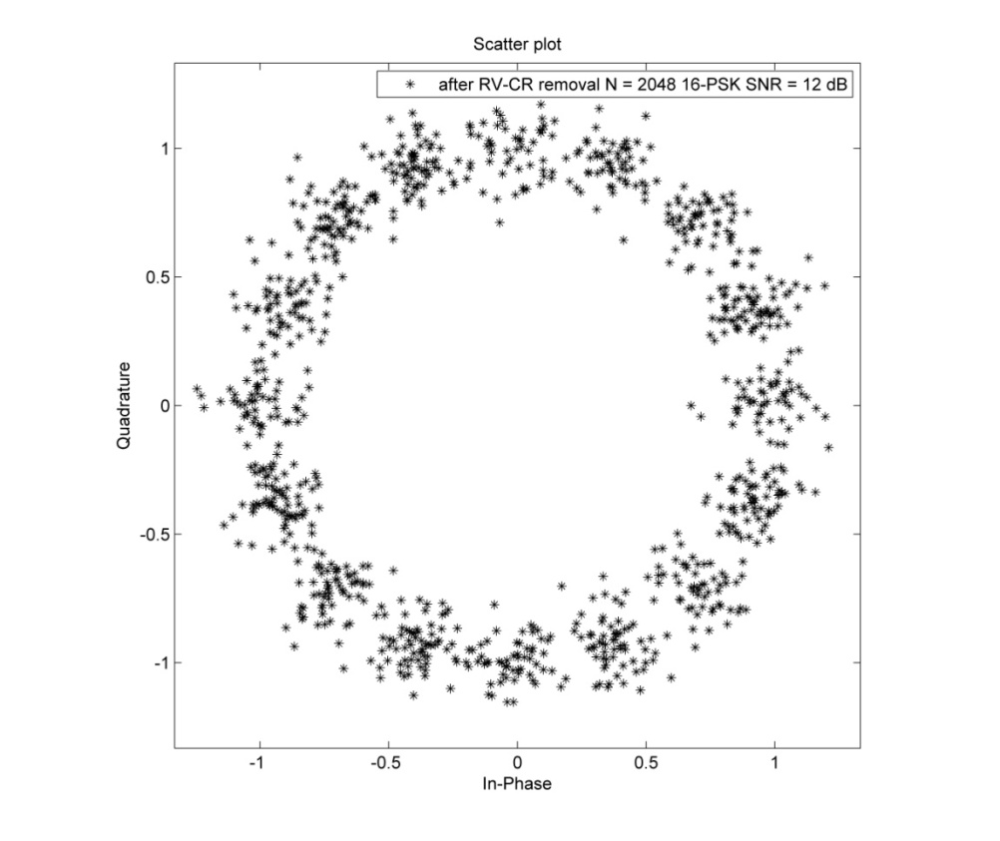 Scatter plot
after RV-CR removal N = 2048 16-PSK SNR = 12 dB
1
0.5
0
-0.5
-1
Quadrature
-1 -0.5 0 0.5 1
In-Phase